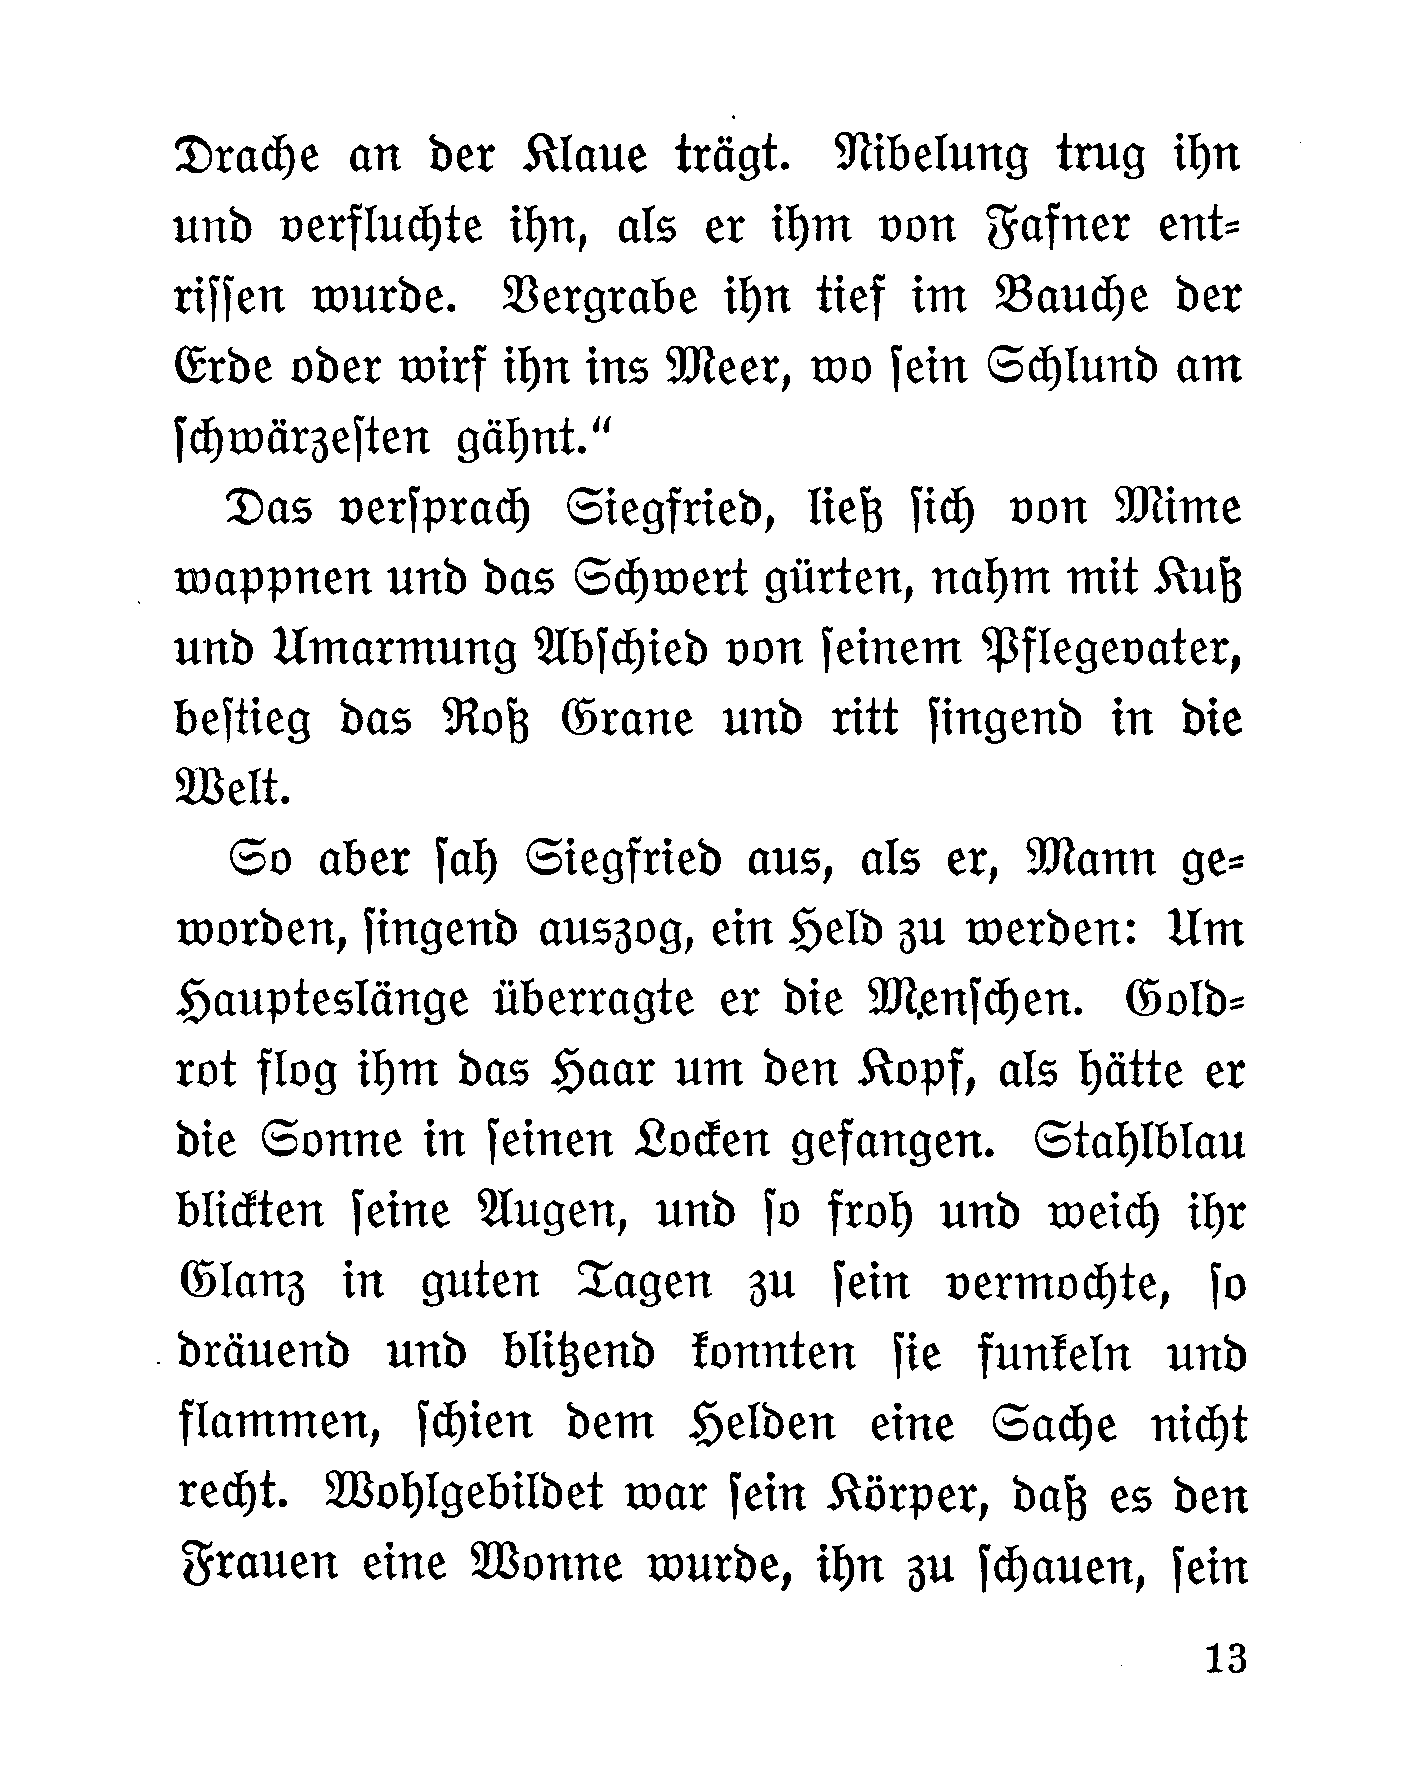 Drache an der Klaue trägt. Nibelung trug ihn
und verfluchte ihn, als er ihm von Fafner ent⸗
riſſen wurde. Vergrabe ihn tief im Bauche der
Erde oder wirf ihn ins Meer, wo ſein Schlund am
ſchwärzeſten gähnt.“
Das verſprach Siegfried, ließ ſich von Mime
wappnen und das Schwert gürten, nahm mit Kuß
und Umarmung Abſchied von ſeinem Pflegevater,
beſtieg das Roß Grane und ritt ſingend in die
Welt.
So aber ſah Siegfried aus, als er, Mann ge⸗
worden, ſingend auszog, ein Held zu werden: Um
Haupteslänge überragte er die Menſchen. Gold⸗
rot flog ihm das Haar um den Kopf, als hätte er
die Sonne in ſeinen Locken gefangen. Stahlblau
blickten ſeine Augen, und ſo froh und weich ihr
Glanz in guten Tagen zu ſein vermochte, ſo
dräuend und blitzend konnten ſie funkeln und
flammen, ſchien dem Helden eine Sache nicht
recht. Wohlgebildet war ſein Körper, daß es den
Frauen eine Wonne wurde, ihn zu ſchauen, ſein
13